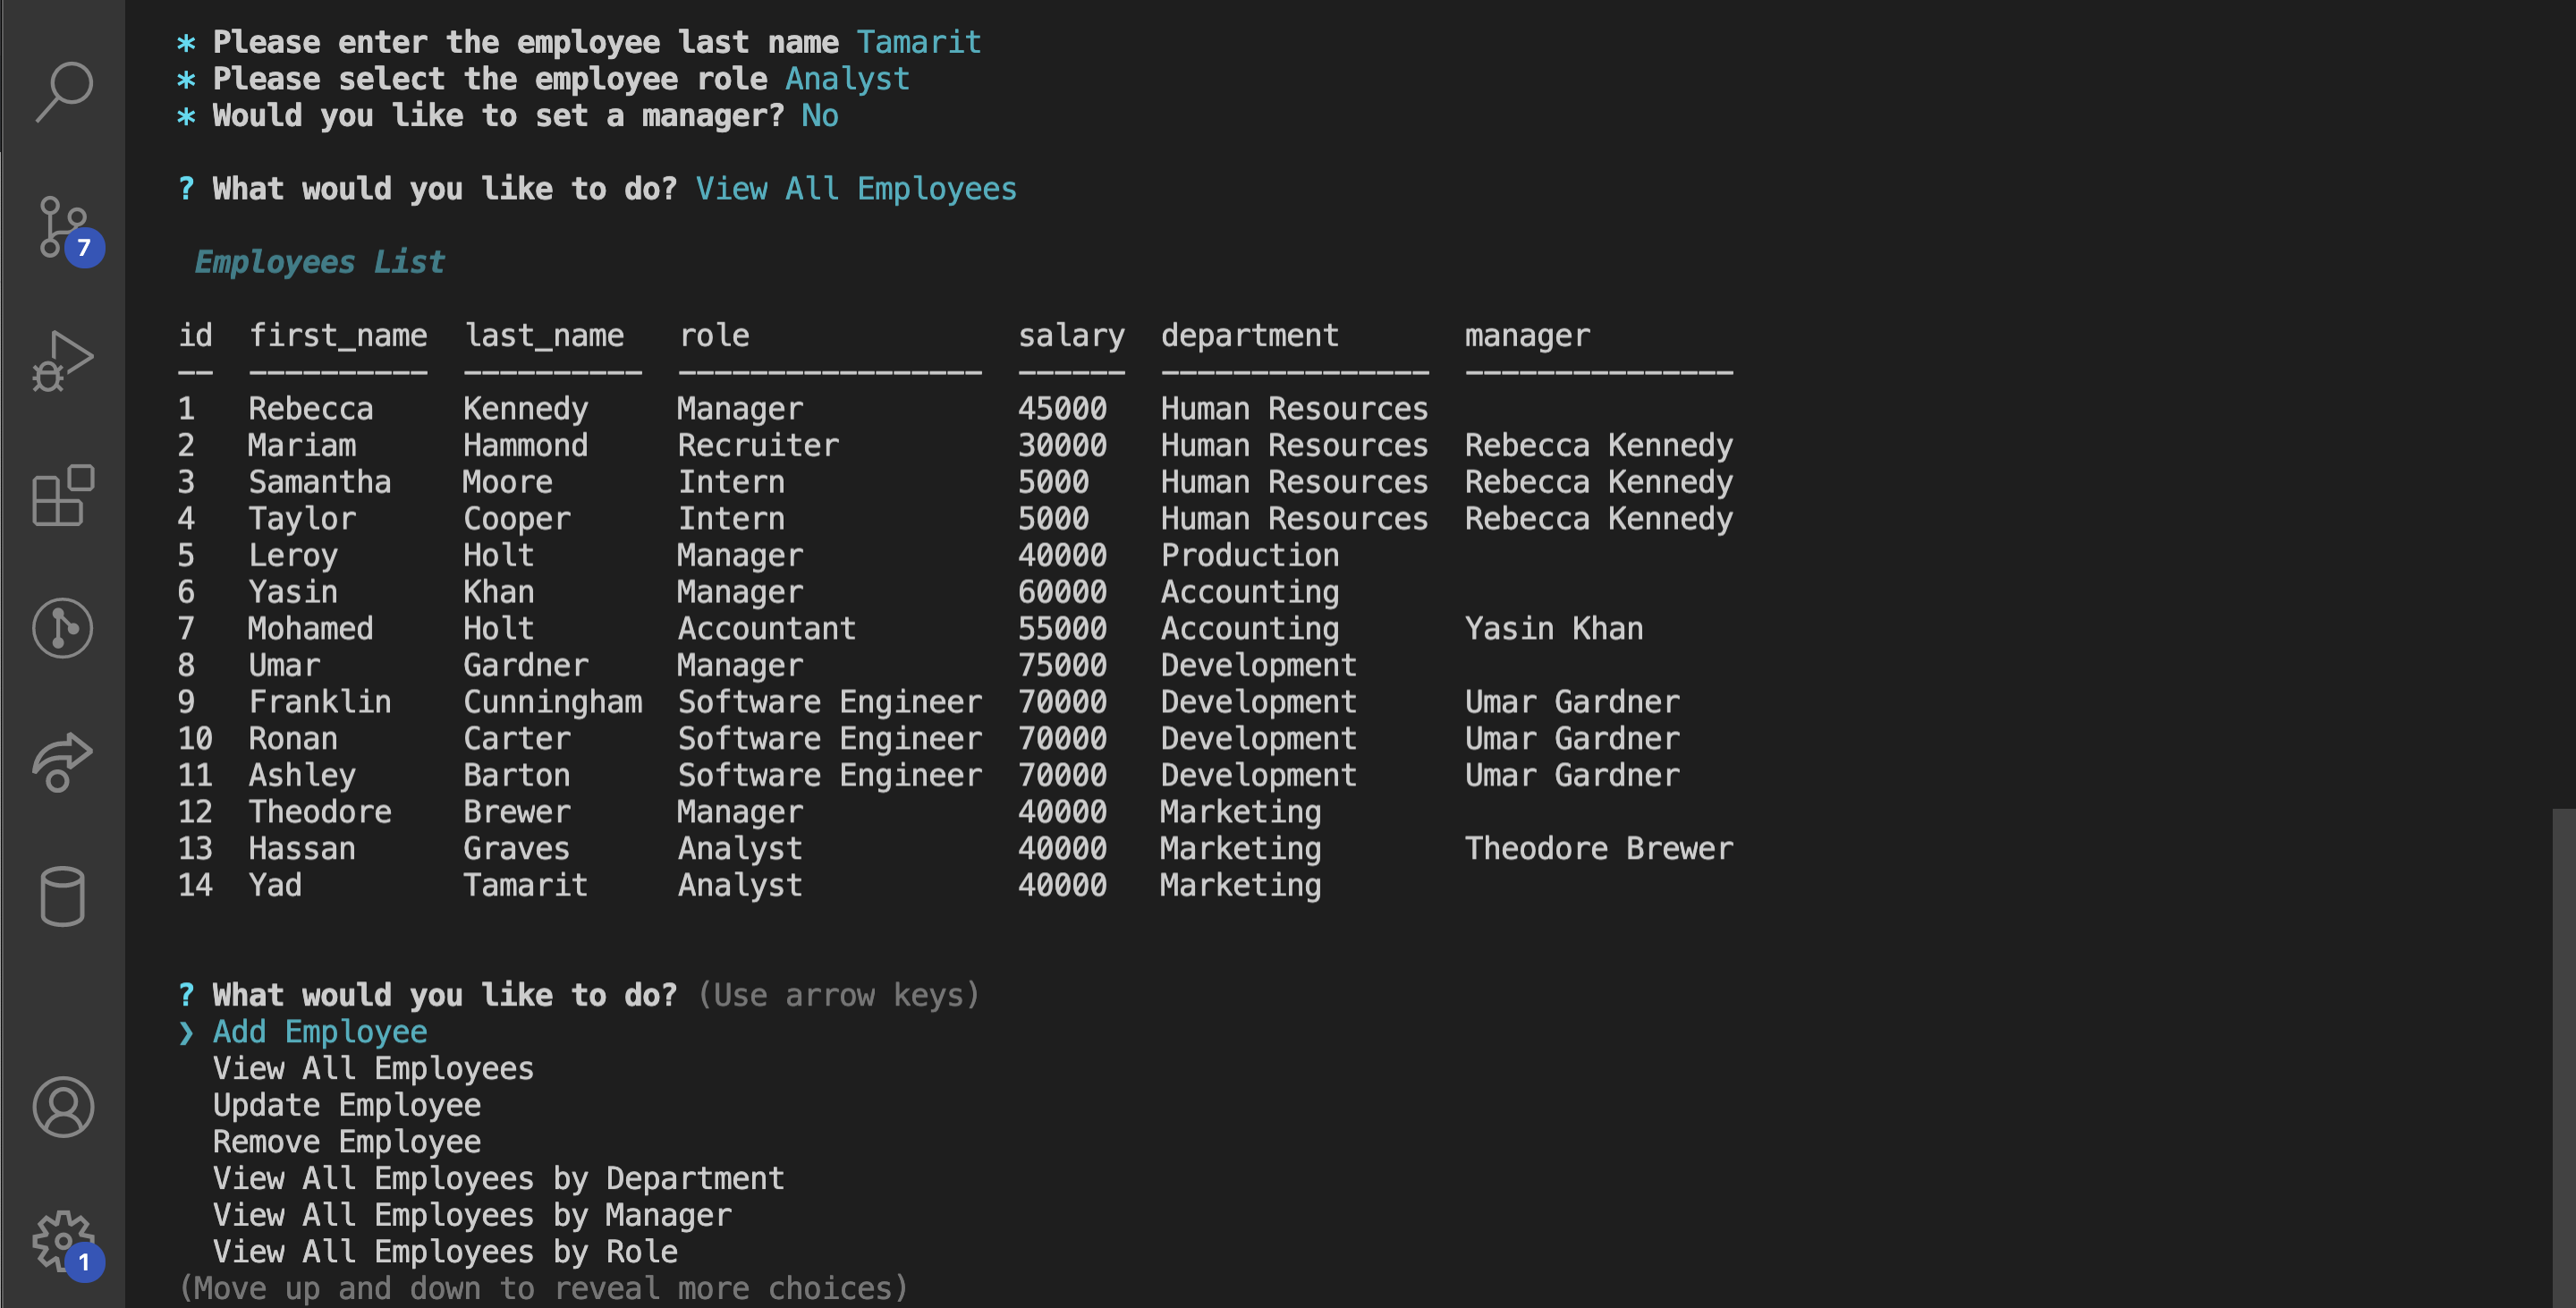 * Please enter the employee last name Tamarit
* Please select the employee role Analyst
* Would you like to set a manager? No
? What would you like to do? View All Employees
7
Employees List
id first_name last_name role salary department manager
-- ---------- ---------- ----------------- ------ --------------- ---------------
1 Rebecca Kennedy Manager 45000 Human Resources
2 Mariam Hammond Recruiter 30000 Human Resources Rebecca Kennedy
3 Samantha Moore Intern 5000 Human Resources Rebecca Kennedy
4 Taylor Cooper Intern 5000 Human Resources Rebecca Kennedy
5 Leroy Holt Manager 40000 Production
6 Yasin Khan Manager 60000 Accounting
7 Mohamed Holt Accountant 55000 Accounting Yasin Khan
8 Umar Gardner Manager 75000 Development
9 Franklin Cunningham Software Engineer 70000 Development Umar Gardner
10 Ronan Carter Software Engineer 70000 Development Umar Gardner
11 Ashley Barton Software Engineer 70000 Development Umar Gardner
12 Theodore Brewer Manager 40000 Marketing
13 Hassan Graves Analyst 40000 Marketing Theodore Brewer
14 Yad Tamarit Analyst 40000 Marketing
? What would you like to do? (Use arrow keys)
❯ Add Employee
View All Employees
Update Employee
Remove Employee
View All Employees by Department
View All Employees by Manager
View All Employees by Role
1
(Move up and down to reveal more choices)